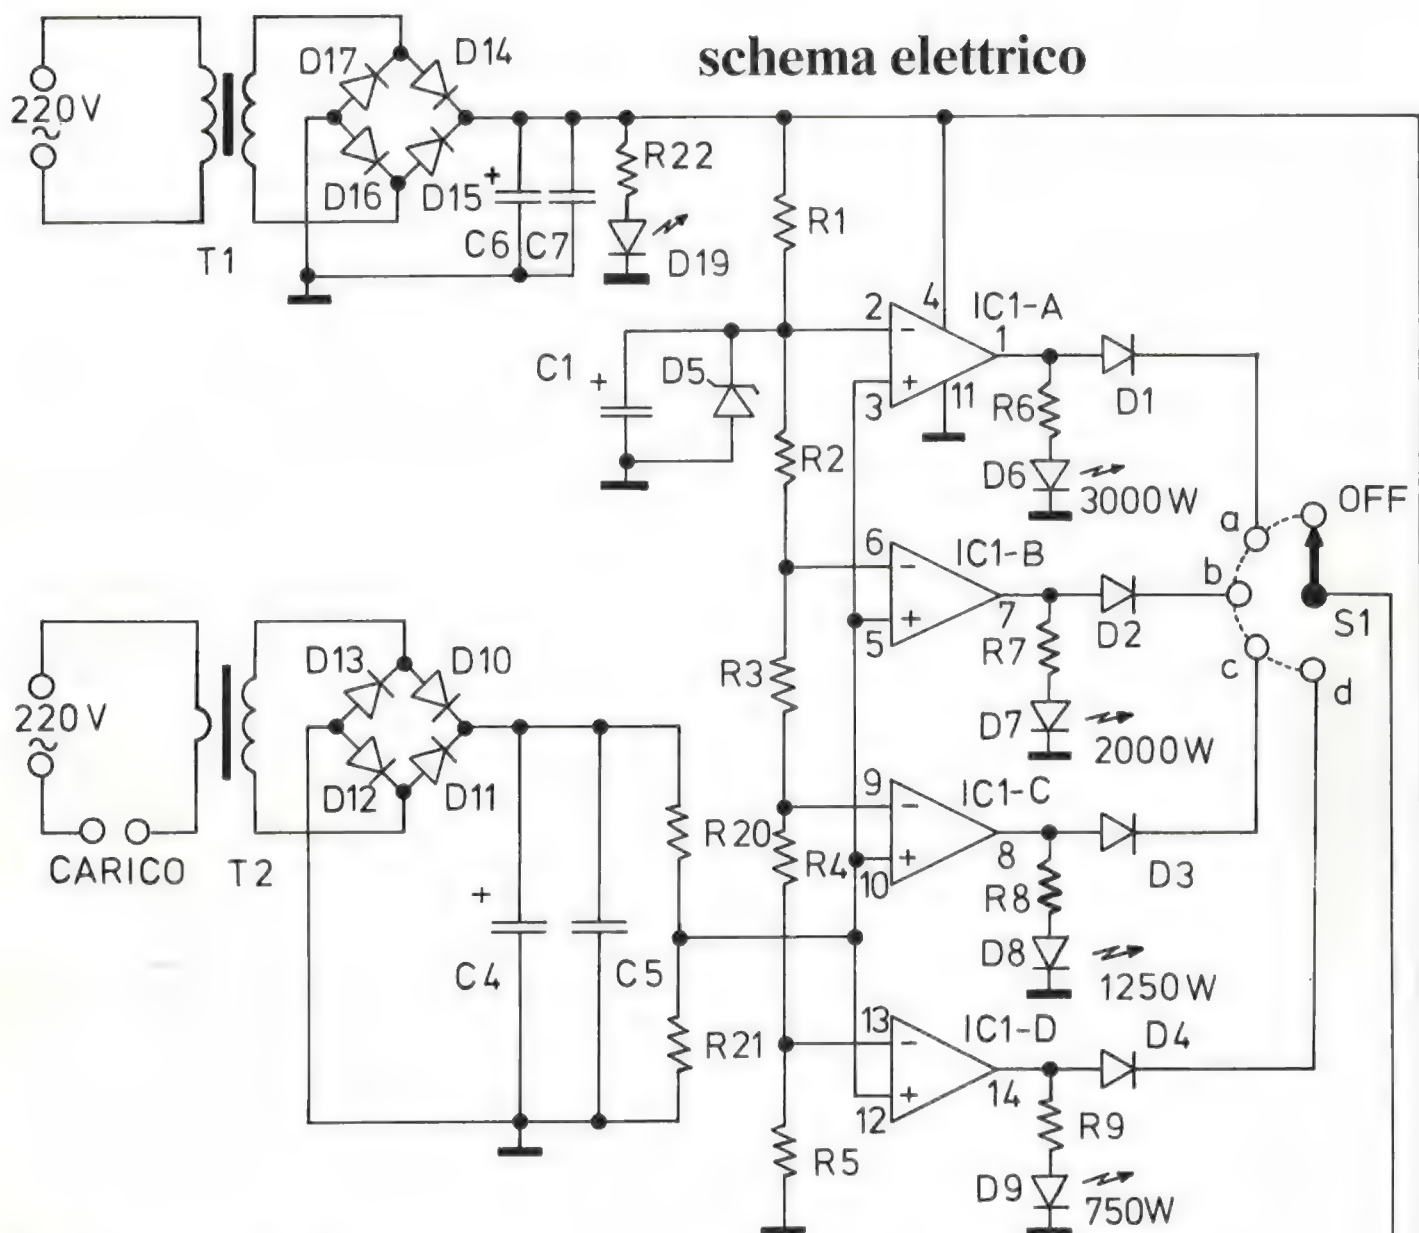 schema elettrico
D17
D14
220V
~
D16
D15
+
R22
T1
C6
C7
D19
R1
2
-
4
IC1-A
1
+
3
11
D1
R6
C1
+
D5
R2
D6
3000W
OFF
a
6
-
IC1-B
b
+
5
7
D2
S1
R7
c
d
D13
D10
R3
220V
~
D7
2000W
D12
D11
9
-
IC1-C
R20
R4
+
10
8
D3
CARICO
T2
+
R8
C4
C5
D8
1250W
13
-
IC1-D
D4
R21
+
12
14
R9
R5
D9
750W